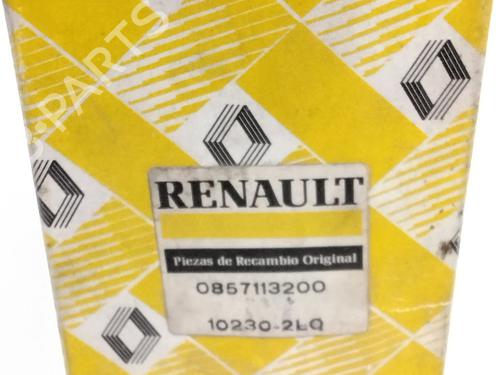 B-PARTS
RENAULT
Piezas de Recambio Original
0857113200
10230-2LQ